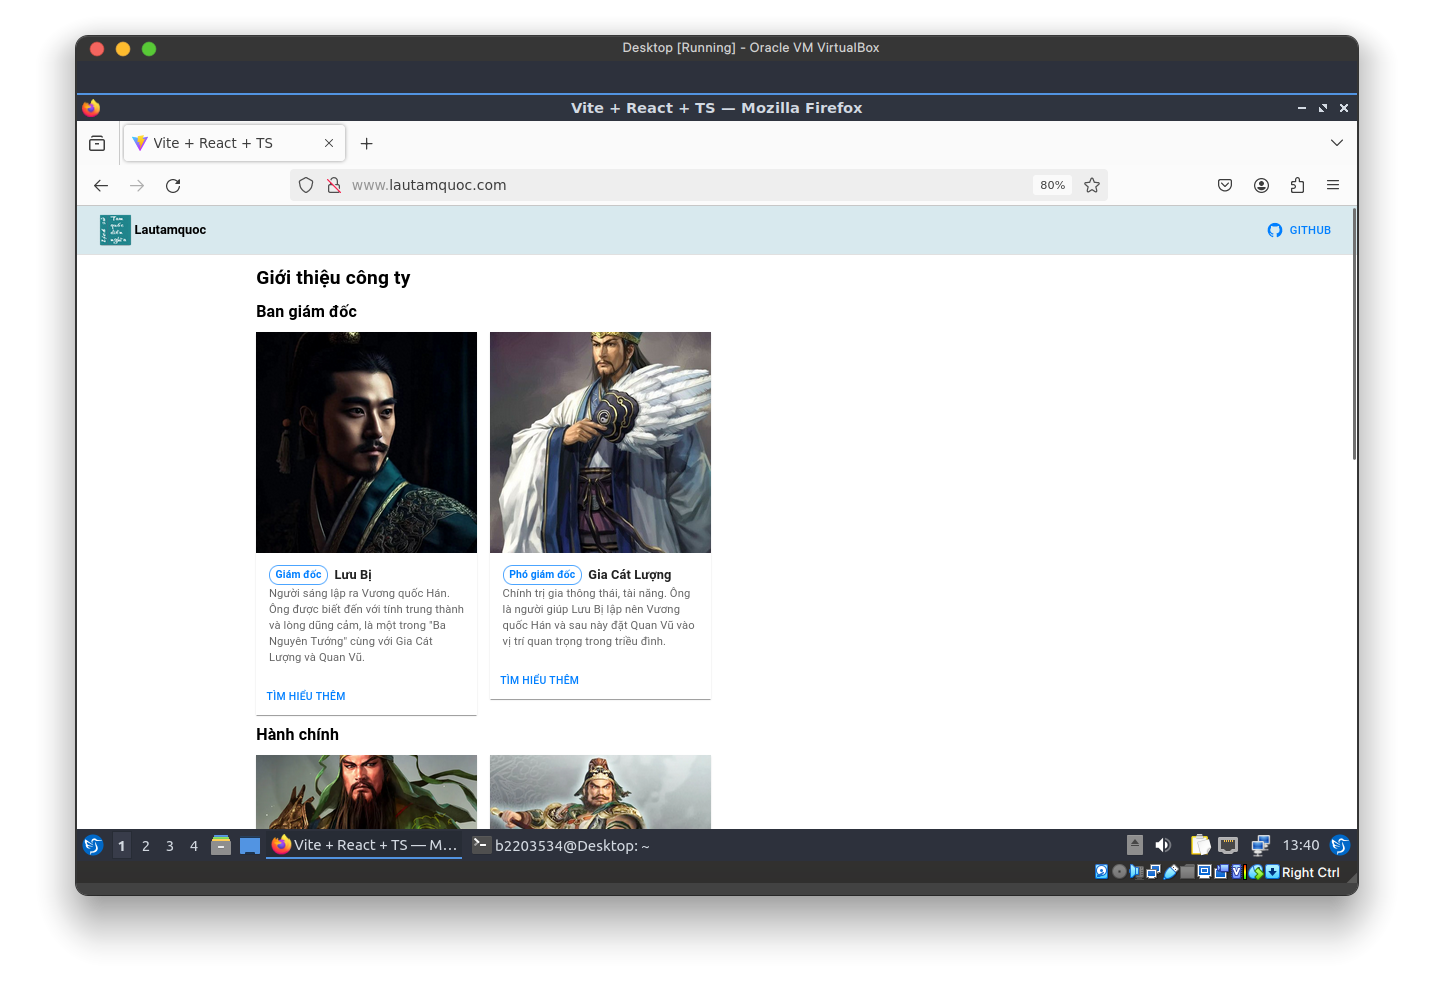 Desktop [Running] - Oracle VM VirtualBox
Vite + React + TS — Mozilla Firefox
Vite + React + TS
www.lautamquoc.com
80%
Tam
quốc
diễn
nghĩa
Lautamquoc
GITHUB
Giới thiệu công ty
Ban giám đốc
Giám đốc Lưu Bị
Người sáng lập ra Vương quốc Hán.
Ông được biết đến với tính trung thành
và lòng dũng cảm, là một trong "Ba
Nguyên Tướng" cùng với Gia Cát
Lượng và Quan Vũ.
TÌM HIỂU THÊM
Phó giám đốc Gia Cát Lượng
Chính trị gia thông thái, tài năng. Ông
là người giúp Lưu Bị lập nên Vương
quốc Hán và sau này đặt Quan Vũ vào
vị trí quan trọng trong triều đình.
TÌM HIỂU THÊM
Hành chính
1 2 3 4
Vite + React + TS — M...
b2203534@Desktop: ~
13:40
Right Ctrl